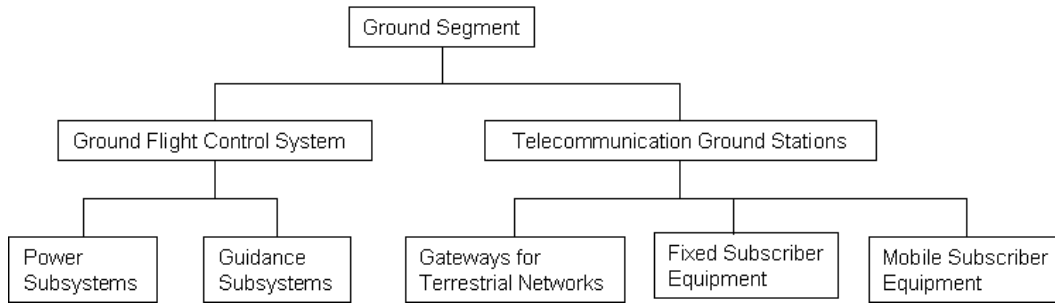 Ground Segment
Ground Flight Control System
Telecommunication Ground Stations
Power
Subsystems
Guidance
Subsystems
Gateways for
Terrestrial Networks
Fixed Subscriber
Equipment
Mobile Subscriber
Equipment